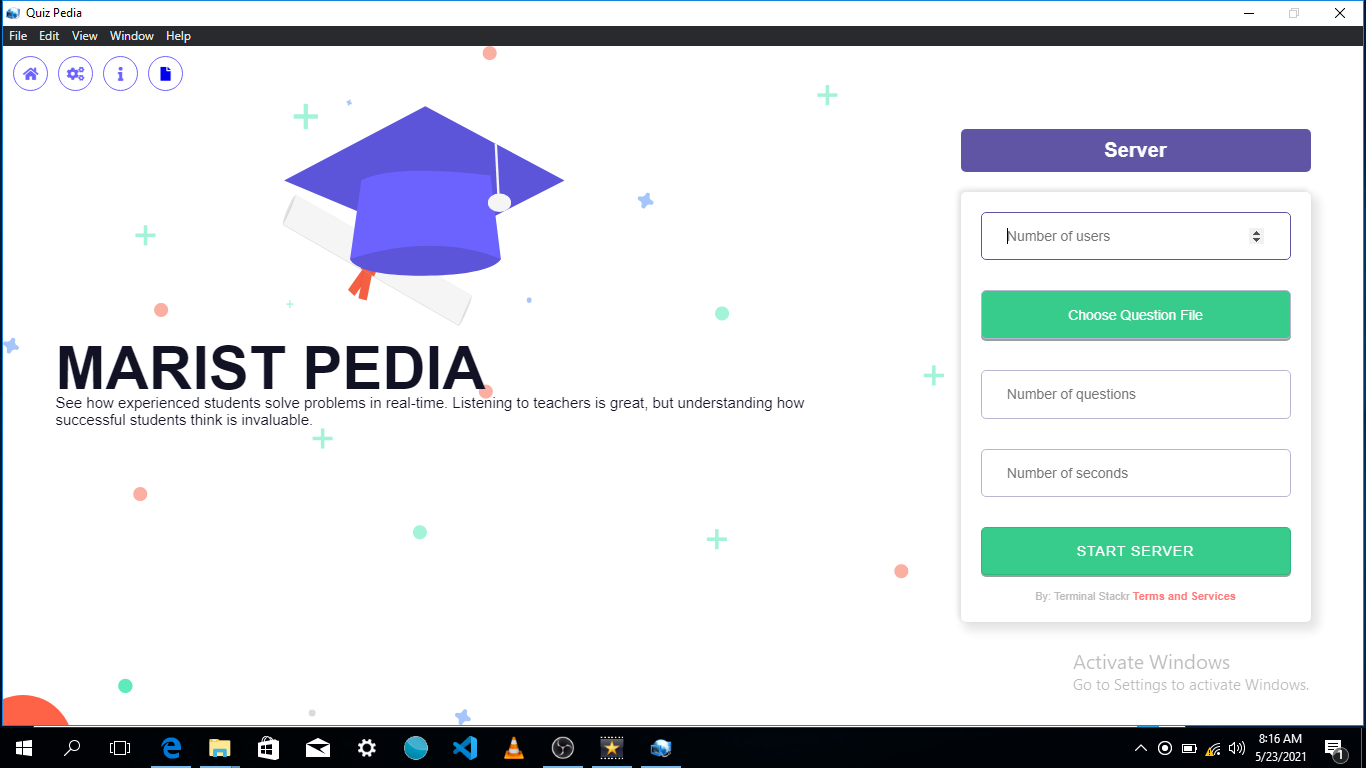 Quiz Pedia
File Edit View Window Help
MARIST PEDIA
See how experienced students solve problems in real-time. Listening to teachers is great, but understanding how
successful students think is invaluable.
Server
Number of users
Choose Question File
Number of questions
Number of seconds
START SERVER
By: Terminal Stackr Terms and Services
Activate Windows
Go to Settings to activate Windows.
8:16 AM
5/23/2021
1